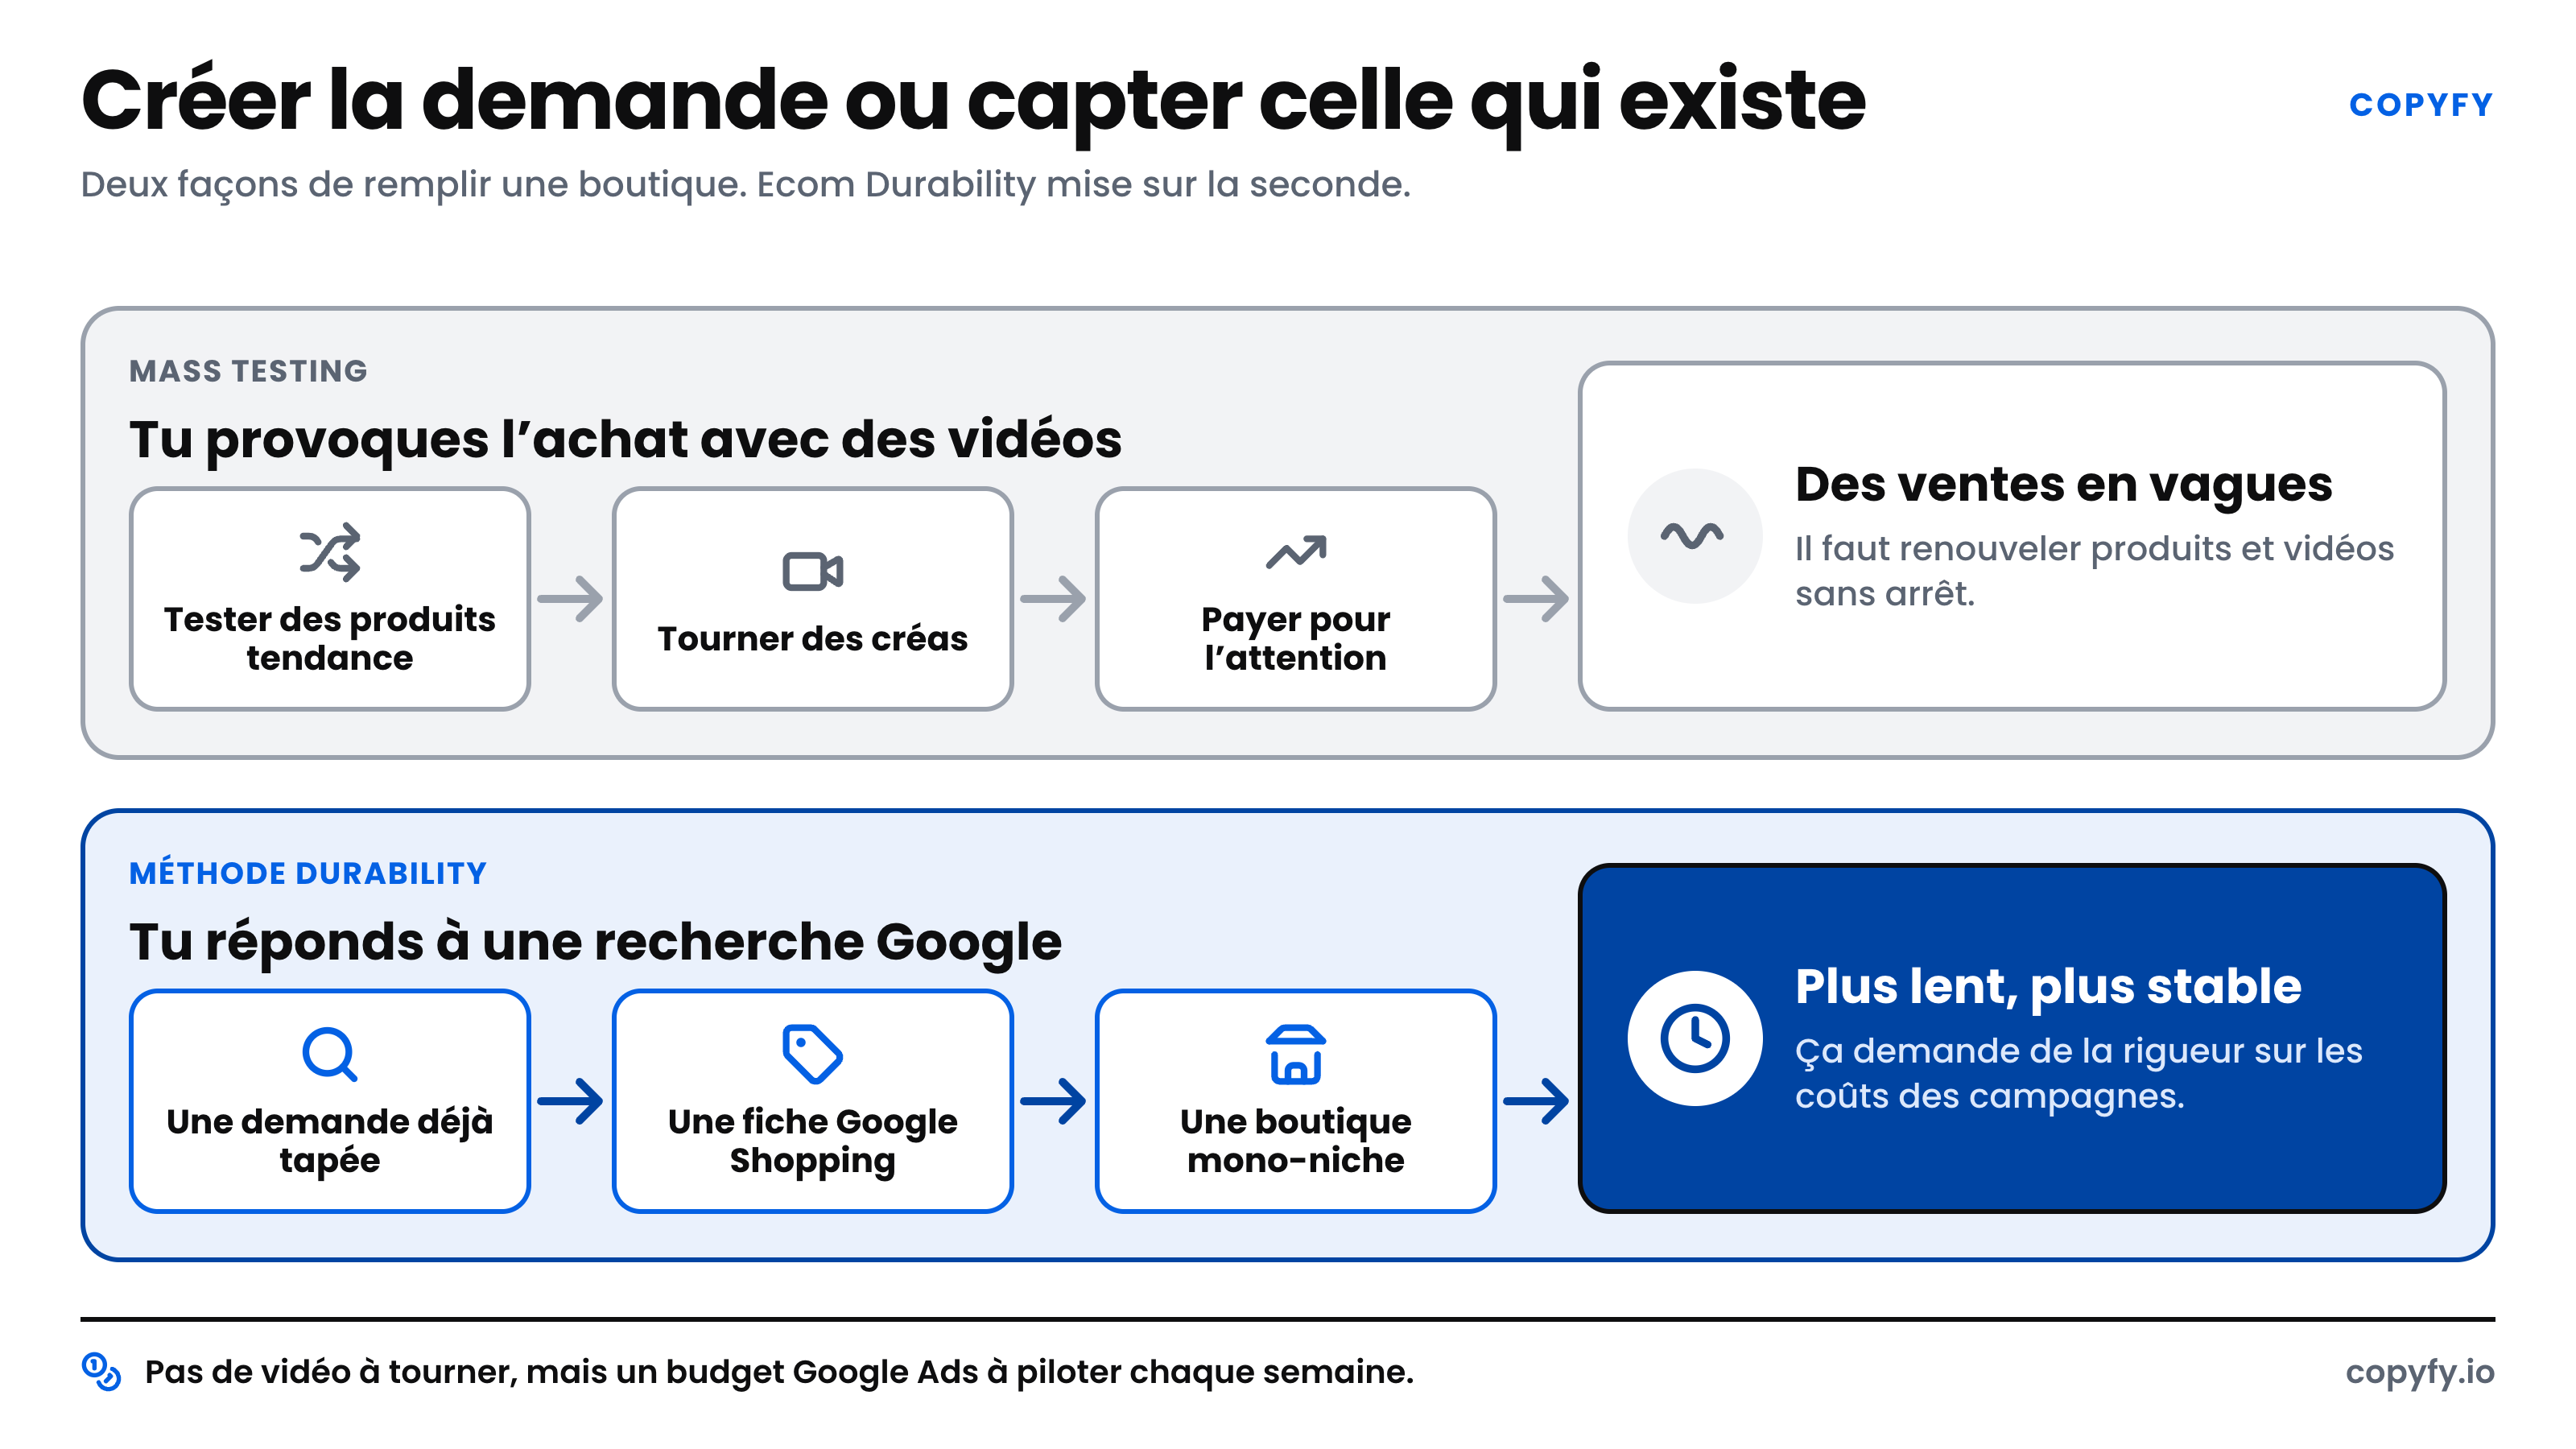 Créer la demande ou capter celle qui existe
COPYFY
Deux façons de remplir une boutique. Ecom Durability mise sur la seconde.
MASS TESTING
Tu provoques l’achat avec des vidéos
Tester des produits
tendance
Tourner des créas
Payer pour
l’attention
Des ventes en vagues
Il faut renouveler produits et vidéos
sans arrêt.
MÉTHODE DURABILITY
Tu réponds à une recherche Google
Une demande déjà
tapée
Une fiche Google
Shopping
Une boutique
mono-niche
Plus lent, plus stable
Ça demande de la rigueur sur les
coûts des campagnes.
Pas de vidéo à tourner, mais un budget Google Ads à piloter chaque semaine.
copyfy.io